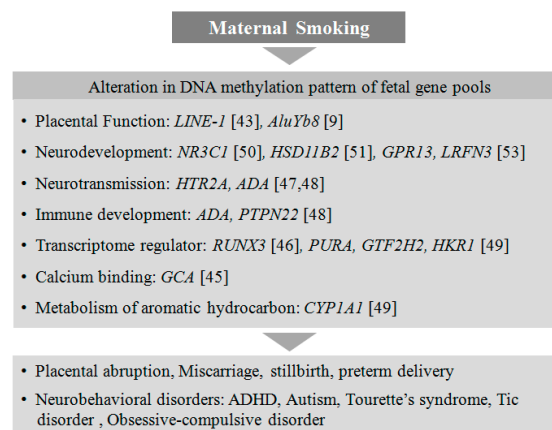 Maternal Smoking
Alteration in DNA methylation pattern of fetal gene pools
• Placental Function: LINE-1 [43], AluYb8 [9]
• Neurodevelopment: NR3C1 [50], HSD11B2 [51], GPR13, LRFN3 [53]
• Neurotransmission: HTR2A, ADA [47,48]
• Immune development: ADA, PTPN22 [48]
• Transcriptome regulator: RUNX3 [46], PURA, GTF2H2, HKR1 [49]
• Calcium binding: GCA [45]
• Metabolism of aromatic hydrocarbon: CYP1A1 [49]
• Placental abruption, Miscarriage, stillbirth, preterm delivery
• Neurobehavioral disorders: ADHD, Autism, Tourette's syndrome, Tic
disorder , Obsessive-compulsive disorder